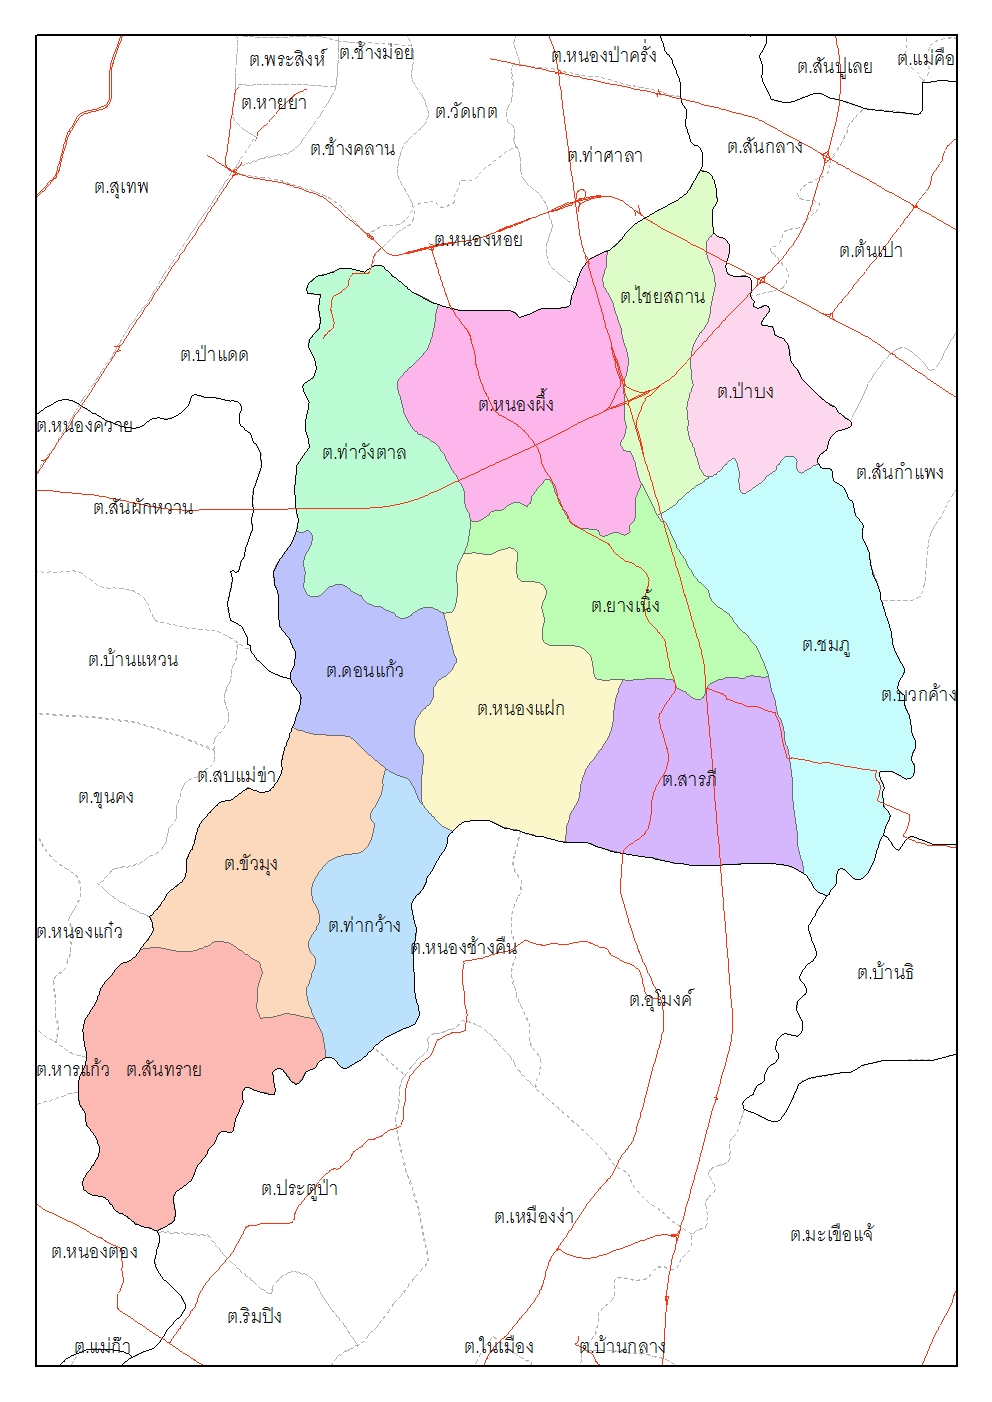 ต.ช้างม่อย
ต.หนองป่าครั่ง
ต.พระสิงห์
ต.แม่คือ
ต.สันปูเลย
ต.หายยา
ต.วัดเกต
ต.ช้างคลาน
ต.ท่าศาลา
ต.สันกลาง
ต.สุเทพ
ต.หนองหอย
ต.ต้นเปา
ต.ไชยสถาน
ต.ป่าแดด
ต.ป่าบง
ต.หนองผึ้ง
ต.หนองควาย
ต.ท่าวังตาล
ต.สันกำแพง
ต.สันผักหวาน
ต.ยางเนิ้ง
ต.ชมภู
ต.บ้านแหวน
ต.ดอนแก้ว
ต.บวกค้าง
ต.หนองแฝก
ต.สบแม่ข่า
ต.สารภี
ต.ขุนคง
ต.ขัวมุง
ต.ท่ากว้าง
ต.หนองแก๋ว
ต.หนองช้างคืน
ต.บ้านธิ
ต.อุโมงค์
ต.หารแก้ว
ต.สันทราย
ต.ประตูป่า
ต.เหมืองง่า
ต.มะเขือแจ้
ต.หนองตอง
ต.ริมปิง
ต.แม่ก๊า
ต.ในเมือง
ต.บ้านกลาง